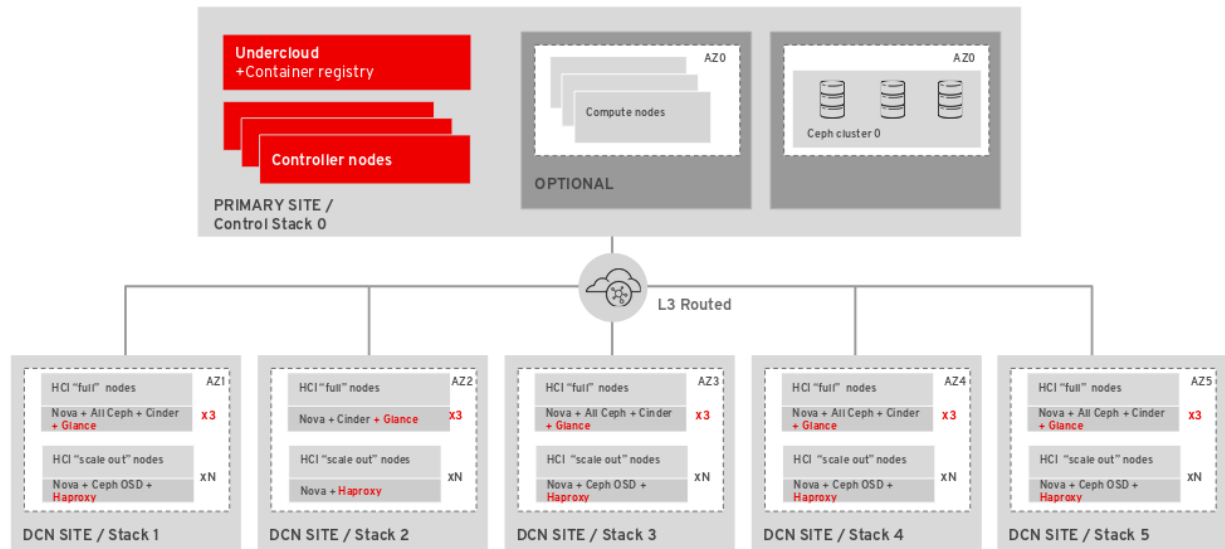 Undercloud
+Container registry
Controller nodes
PRIMARY SITE /
Control Stack 0
AZ0
Compute nodes
OPTIONAL
AZ0
Ceph cluster 0
L3 Routed
AZ1
HCI “full” nodes
Nova + All Ceph + Cinder
+ Glance
x3
HCI “scale out” nodes
Nova + Ceph OSD +
Haproxy
xN
DCN SITE / Stack 1
AZ2
HCI “full” nodes
Nova + Cinder + Glance
x3
HCI “scale out” nodes
Nova + Haproxy
xN
DCN SITE / Stack 2
AZ3
HCI “full” nodes
Nova + All Ceph + Cinder
+ Glance
x3
HCI “scale out” nodes
Nova + Ceph OSD +
Haproxy
xN
DCN SITE / Stack 3
AZ4
HCI “full” nodes
Nova + All Ceph + Cinder
+ Glance
x3
HCI “scale out” nodes
Nova + Ceph OSD +
Haproxy
xN
DCN SITE / Stack 4
AZ5
HCI “full” nodes
Nova + All Ceph + Cinder
+ Glance
x3
HCI “scale out” nodes
Nova + Ceph OSD +
Haproxy
xN
DCN SITE / Stack 5